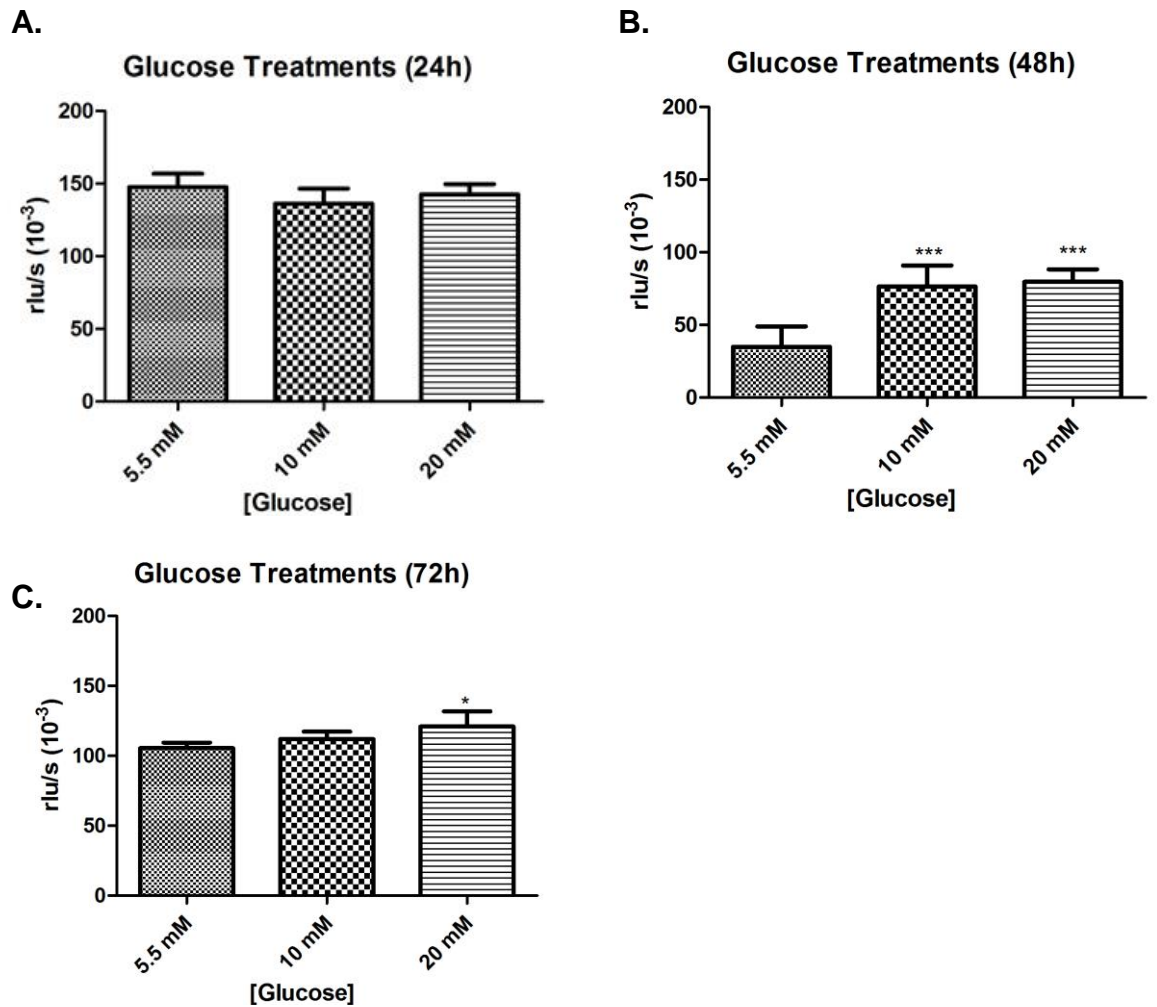 A.
Glucose Treatments (24h)
200
150
100
50
0
rlu/s (10⁻³)
5.5 mM
10 mM
20 mM
[Glucose]
B.
Glucose Treatments (48h)
200
150
100
50
0
rlu/s (10⁻³)
***
***
5.5 mM
10 mM
20 mM
[Glucose]
C.
Glucose Treatments (72h)
200
150
100
50
0
rlu/s (10⁻³)
*
5.5 mM
10 mM
20 mM
[Glucose]